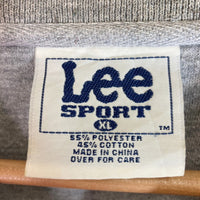 Lee
SPORT
XL
TM
55% POLYESTER
45% COTTON
MADE IN CHINA
OVER FOR CARE